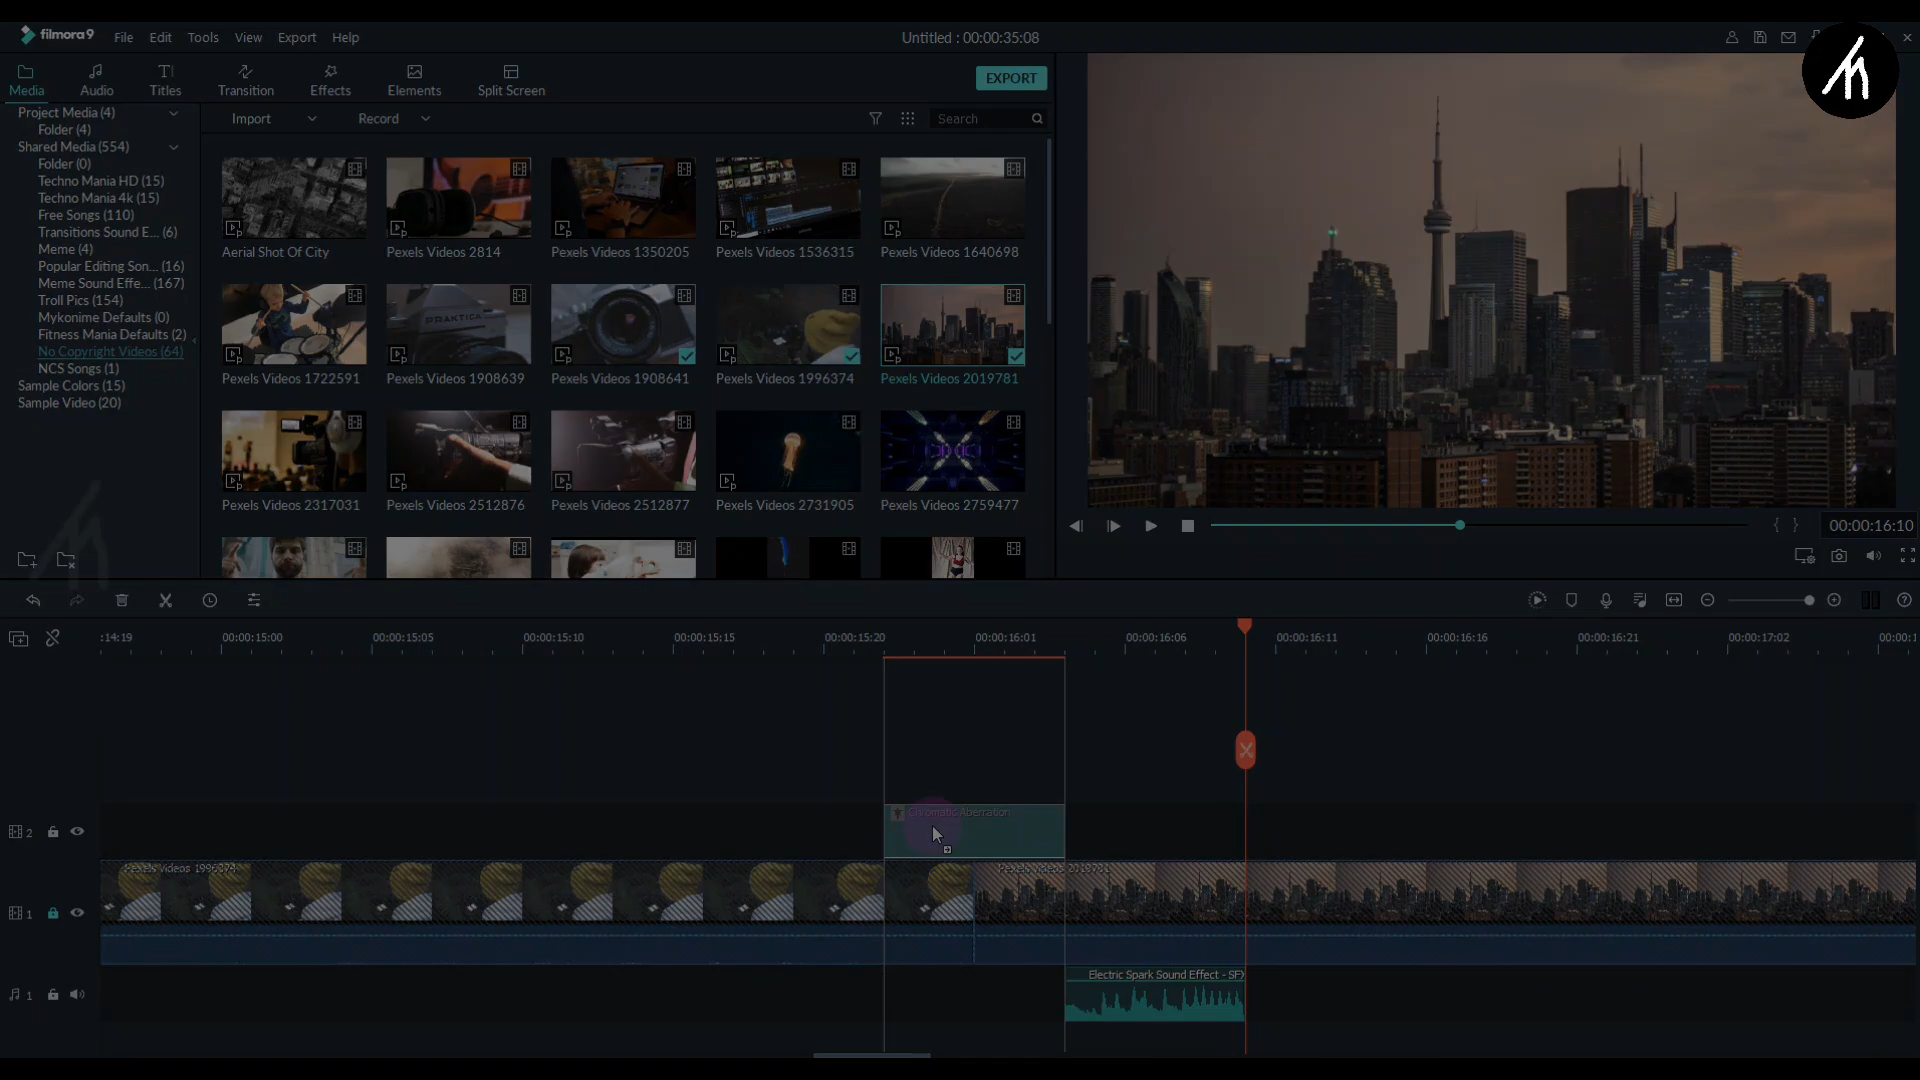 filmora9 File Edit Tools View Export Help
Untitled : 00:00:35:08
Media Audio Titles Transition Effects Elements Split Screen
EXPORT
Project Media (4)
Folder (4)
Shared Media (554)
Folder (0)
Techno Mania HD (15)
Techno Mania 4k (15)
Free Songs (110)
Transitions Sound E... (6)
Meme (4)
Popular Editing Son... (16)
Meme Sound Effe... (167)
Troll Pics (154)
Mykonime Defaults (0)
Fitness Mania Defaults (2)
No Copyright Videos (64)
NCS Songs (1)
Sample Colors (15)
Sample Video (20)
Import Record Search
Aerial Shot Of City Pexels Videos 2814 Pexels Videos 1350205 Pexels Videos 1536315 Pexels Videos 1640698
PRAKTICA
Pexels Videos 1722591 Pexels Videos 1908639 Pexels Videos 1908641 Pexels Videos 1996374 Pexels Videos 2019781
Pexels Videos 2317031 Pexels Videos 2512876 Pexels Videos 2512877 Pexels Videos 2731905 Pexels Videos 2759477
{ } 00:00:16:10
:14:19 00:00:15:00 00:00:15:05 00:00:15:10 00:00:15:15 00:00:15:20 00:00:16:01 00:00:16:06 00:00:16:11 00:00:16:16 00:00:16:21 00:00:17:02 00:00:1
2 Chromatic Aberration
Pexels Videos 1996374 Pexels Videos 2019781
1
Electric Spark Sound Effect - SFX
1